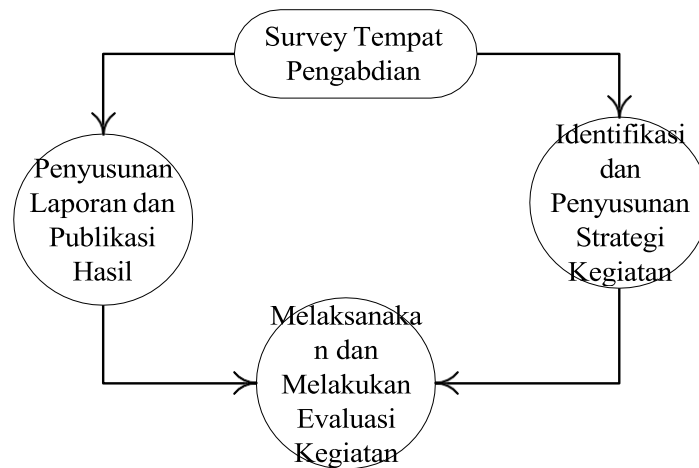 Survey Tempat
Pengabdian
Penyusunan
Laporan dan
Publikasi
Hasil
Identifikasi
dan
Penyusunan
Strategi
Kegiatan
Melaksanaka
n dan
Melakukan
Evaluasi
Kegiatan